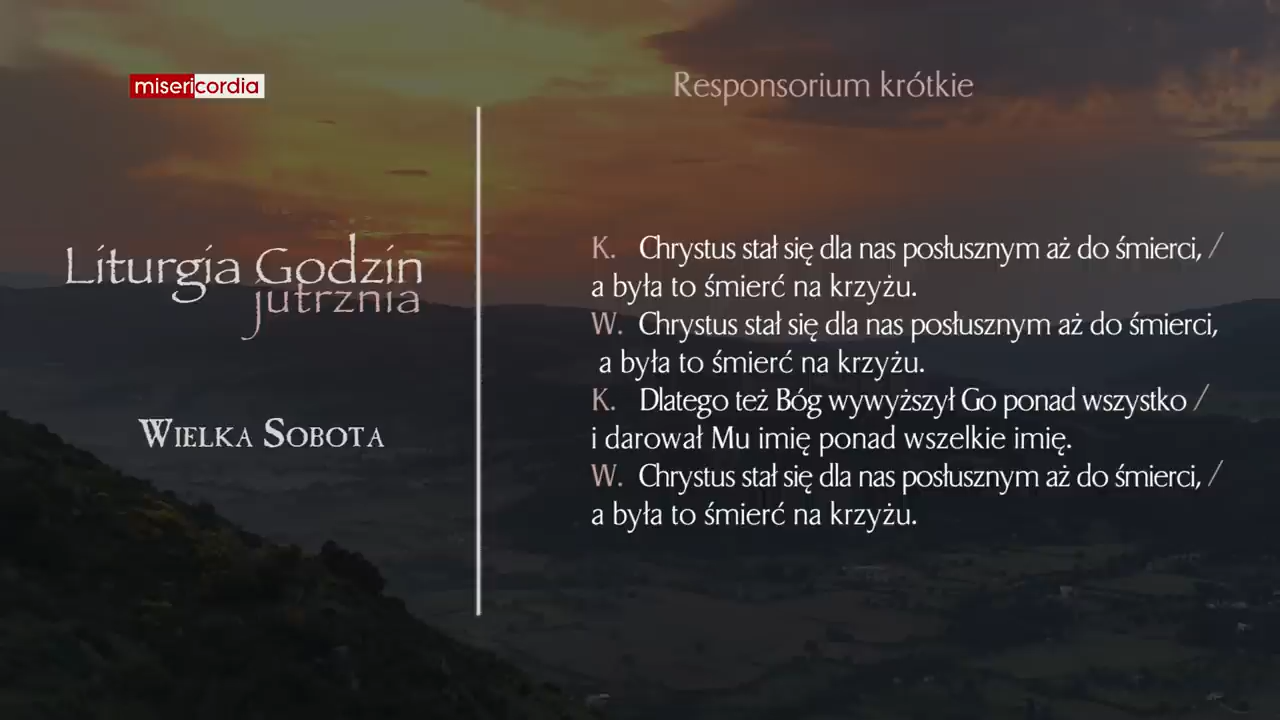 misericordia
Responsorium krótkie
Liturgia Godzin
jutrznia
Wielka Sobota
K. Chrystus stał się dla nas posłusznym aż do śmierci, /
a była to śmierć na krzyżu.
W. Chrystus stał się dla nas posłusznym aż do śmierci,
a była to śmierć na krzyżu.
K. Dlatego też Bóg wywyższył Go ponad wszystko /
i darował Mu imię ponad wszelkie imię.
W. Chrystus stał się dla nas posłusznym aż do śmierci, /
a była to śmierć na krzyżu.